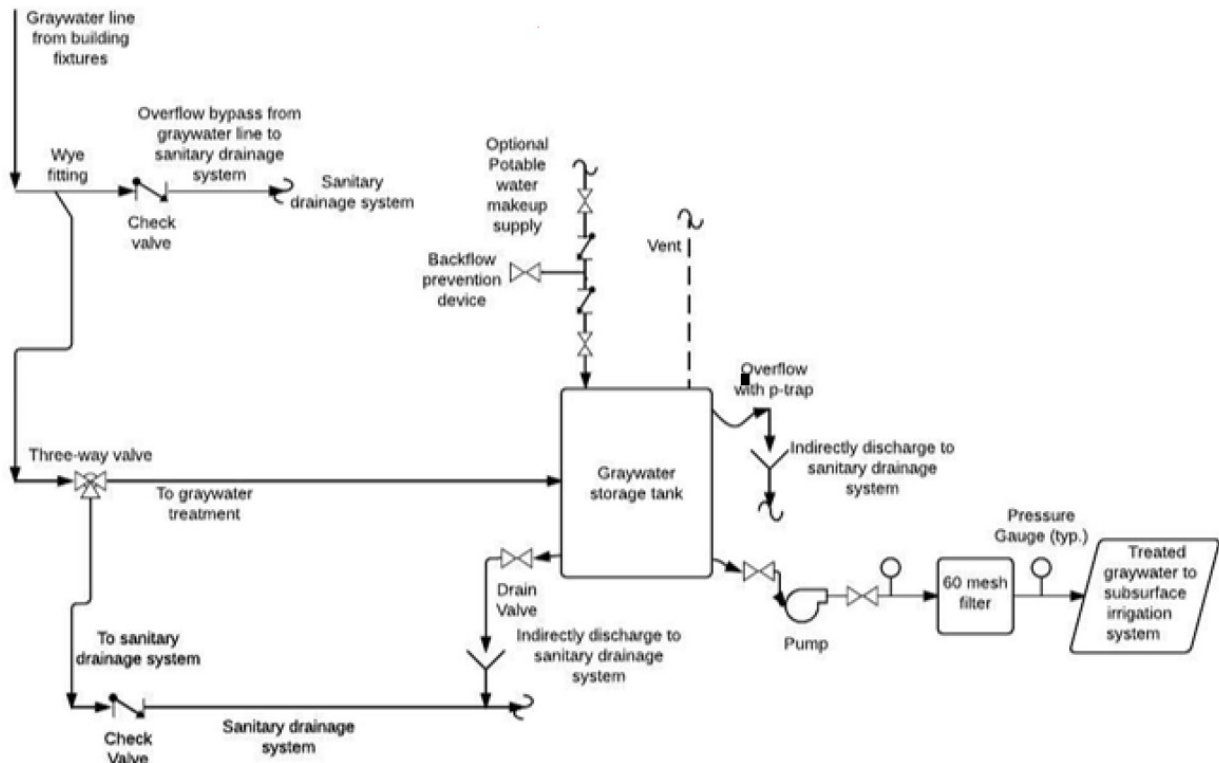 Graywater line
from building
fixtures
Overflow bypass from
graywater line to
sanitary drainage
system
Wye
fitting
Sanitary
drainage system
Check
valve
Optional
Potable
water
makeup
supply
Vent
Backflow
prevention
device
Overflow
with p-trap
Three-way valve
To graywater
treatment
Graywater
storage tank
Indirectly discharge to
sanitary drainage
system
Pressure
Gauge (typ.)
Drain
Valve
60 mesh
filter
Treated
graywater to
subsurface
irrigation
system
Pump
To sanitary
drainage system
Indirectly discharge to
sanitary drainage
system
Sanitary drainage
system
Check
Valve